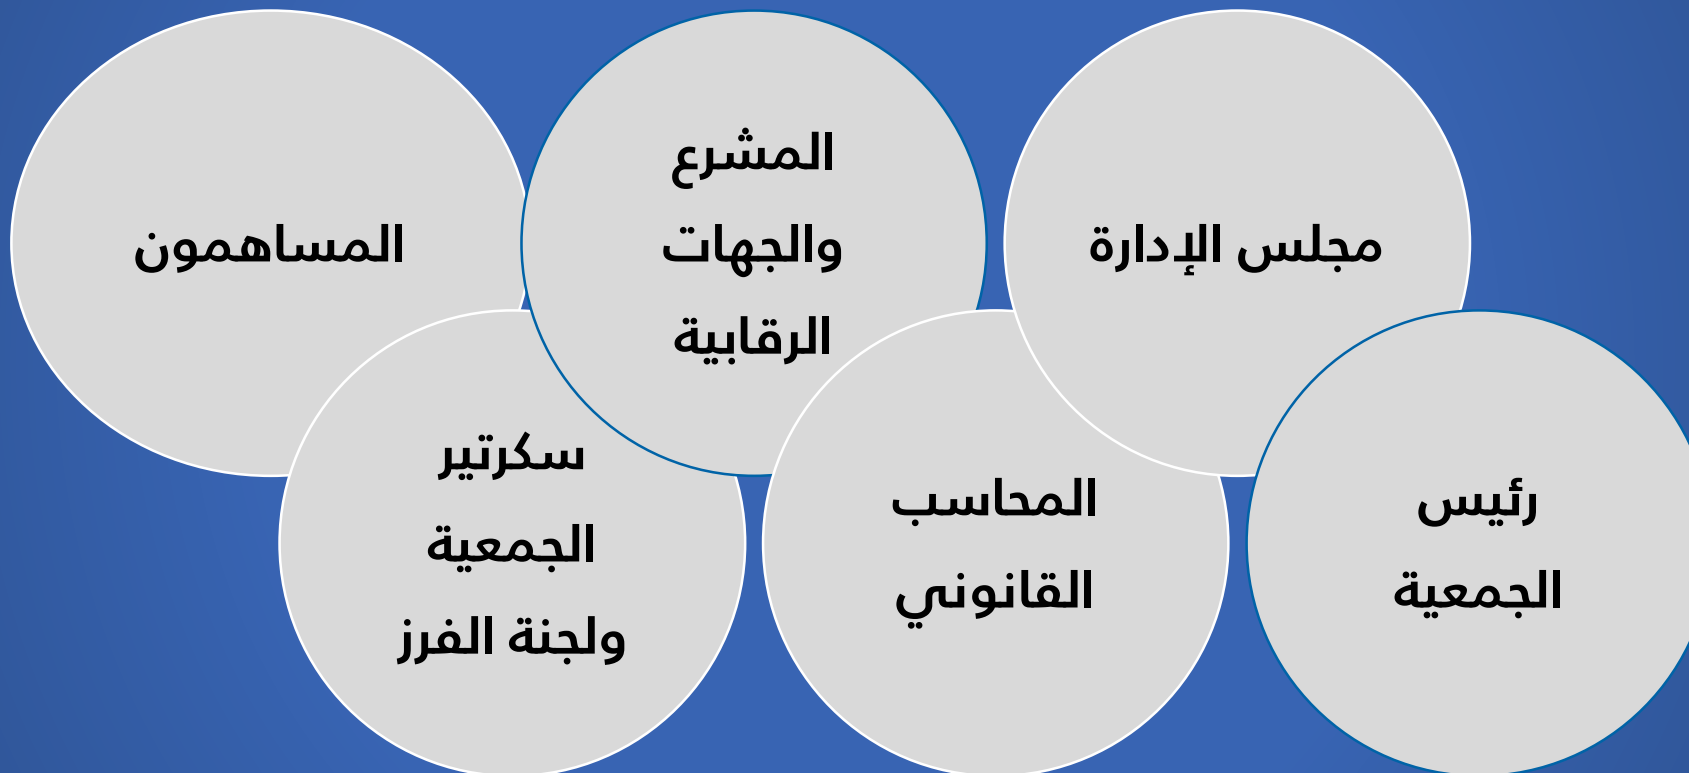 مجلس الإدارة
المشرع
والجهات
الرقابية
المساهمون
رئيس
الجمعية
المحاسب
القانوني
سكرتير
الجمعية
ولجنة الفرز